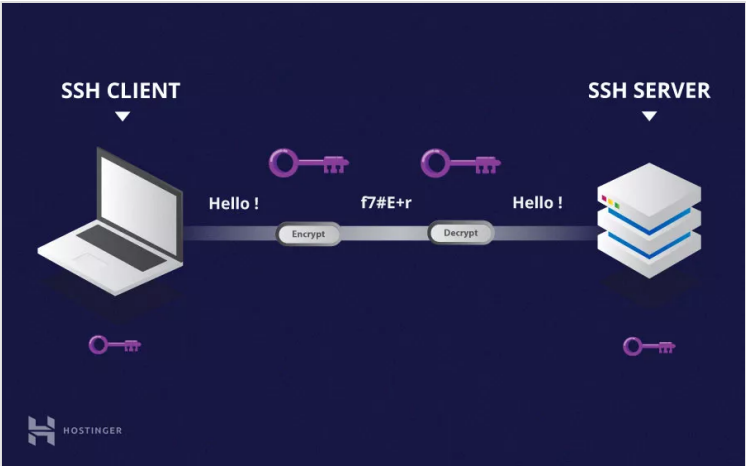 SSH CLIENT
SSH SERVER
Hello !
f7#E+r
Hello !
Encrypt
Decrypt
HOSTINGER